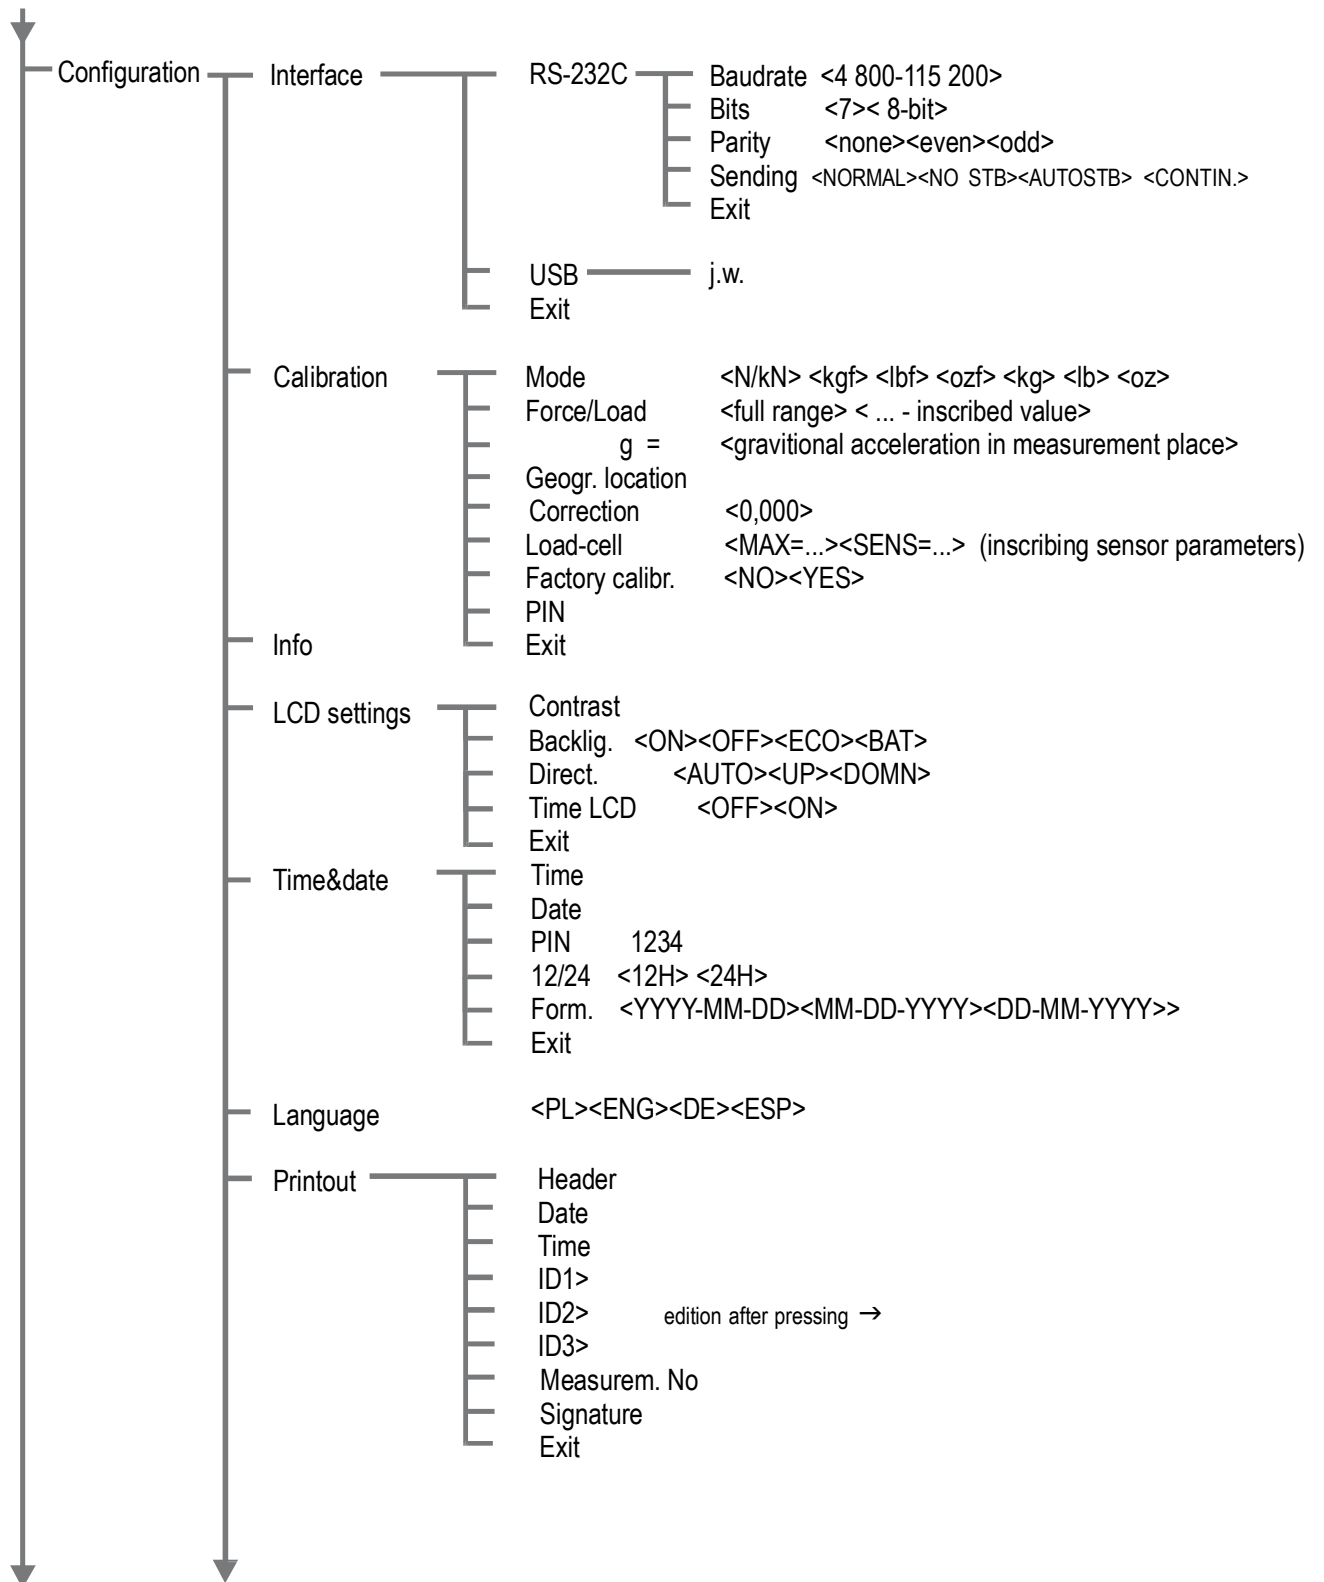 Configuration
Interface
RS-232C
Baudrate <4 800-115 200>
Bits <7>< 8-bit>
Parity <none><even><odd>
Sending <NORMAL><NO STB><AUTOSTB> <CONTIN.>
Exit
USB
j.w.
Exit
Calibration
Mode <N/kN> <kgf> <lbf> <ozf> <kg> <lb> <oz>
Force/Load <full range> < ... - inscribed value>
g = <gravitional acceleration in measurement place>
Geogr. location
Correction <0,000>
Load-cell <MAX=...><SENS=...> (inscribing sensor parameters)
Factory calibr. <NO><YES>
PIN
Exit
Info
LCD settings
Contrast
Backlig. <ON><OFF><ECO><BAT>
Direct. <AUTO><UP><DOMN>
Time LCD <OFF><ON>
Exit
Time&date
Time
Date
PIN 1234
12/24 <12H> <24H>
Form. <YYYY-MM-DD><MM-DD-YYYY><DD-MM-YYYY>>
Exit
Language
<PL><ENG><DE><ESP>
Printout
Header
Date
Time
ID1>
ID2> edition after pressing →
ID3>
Measurem. No
Signature
Exit